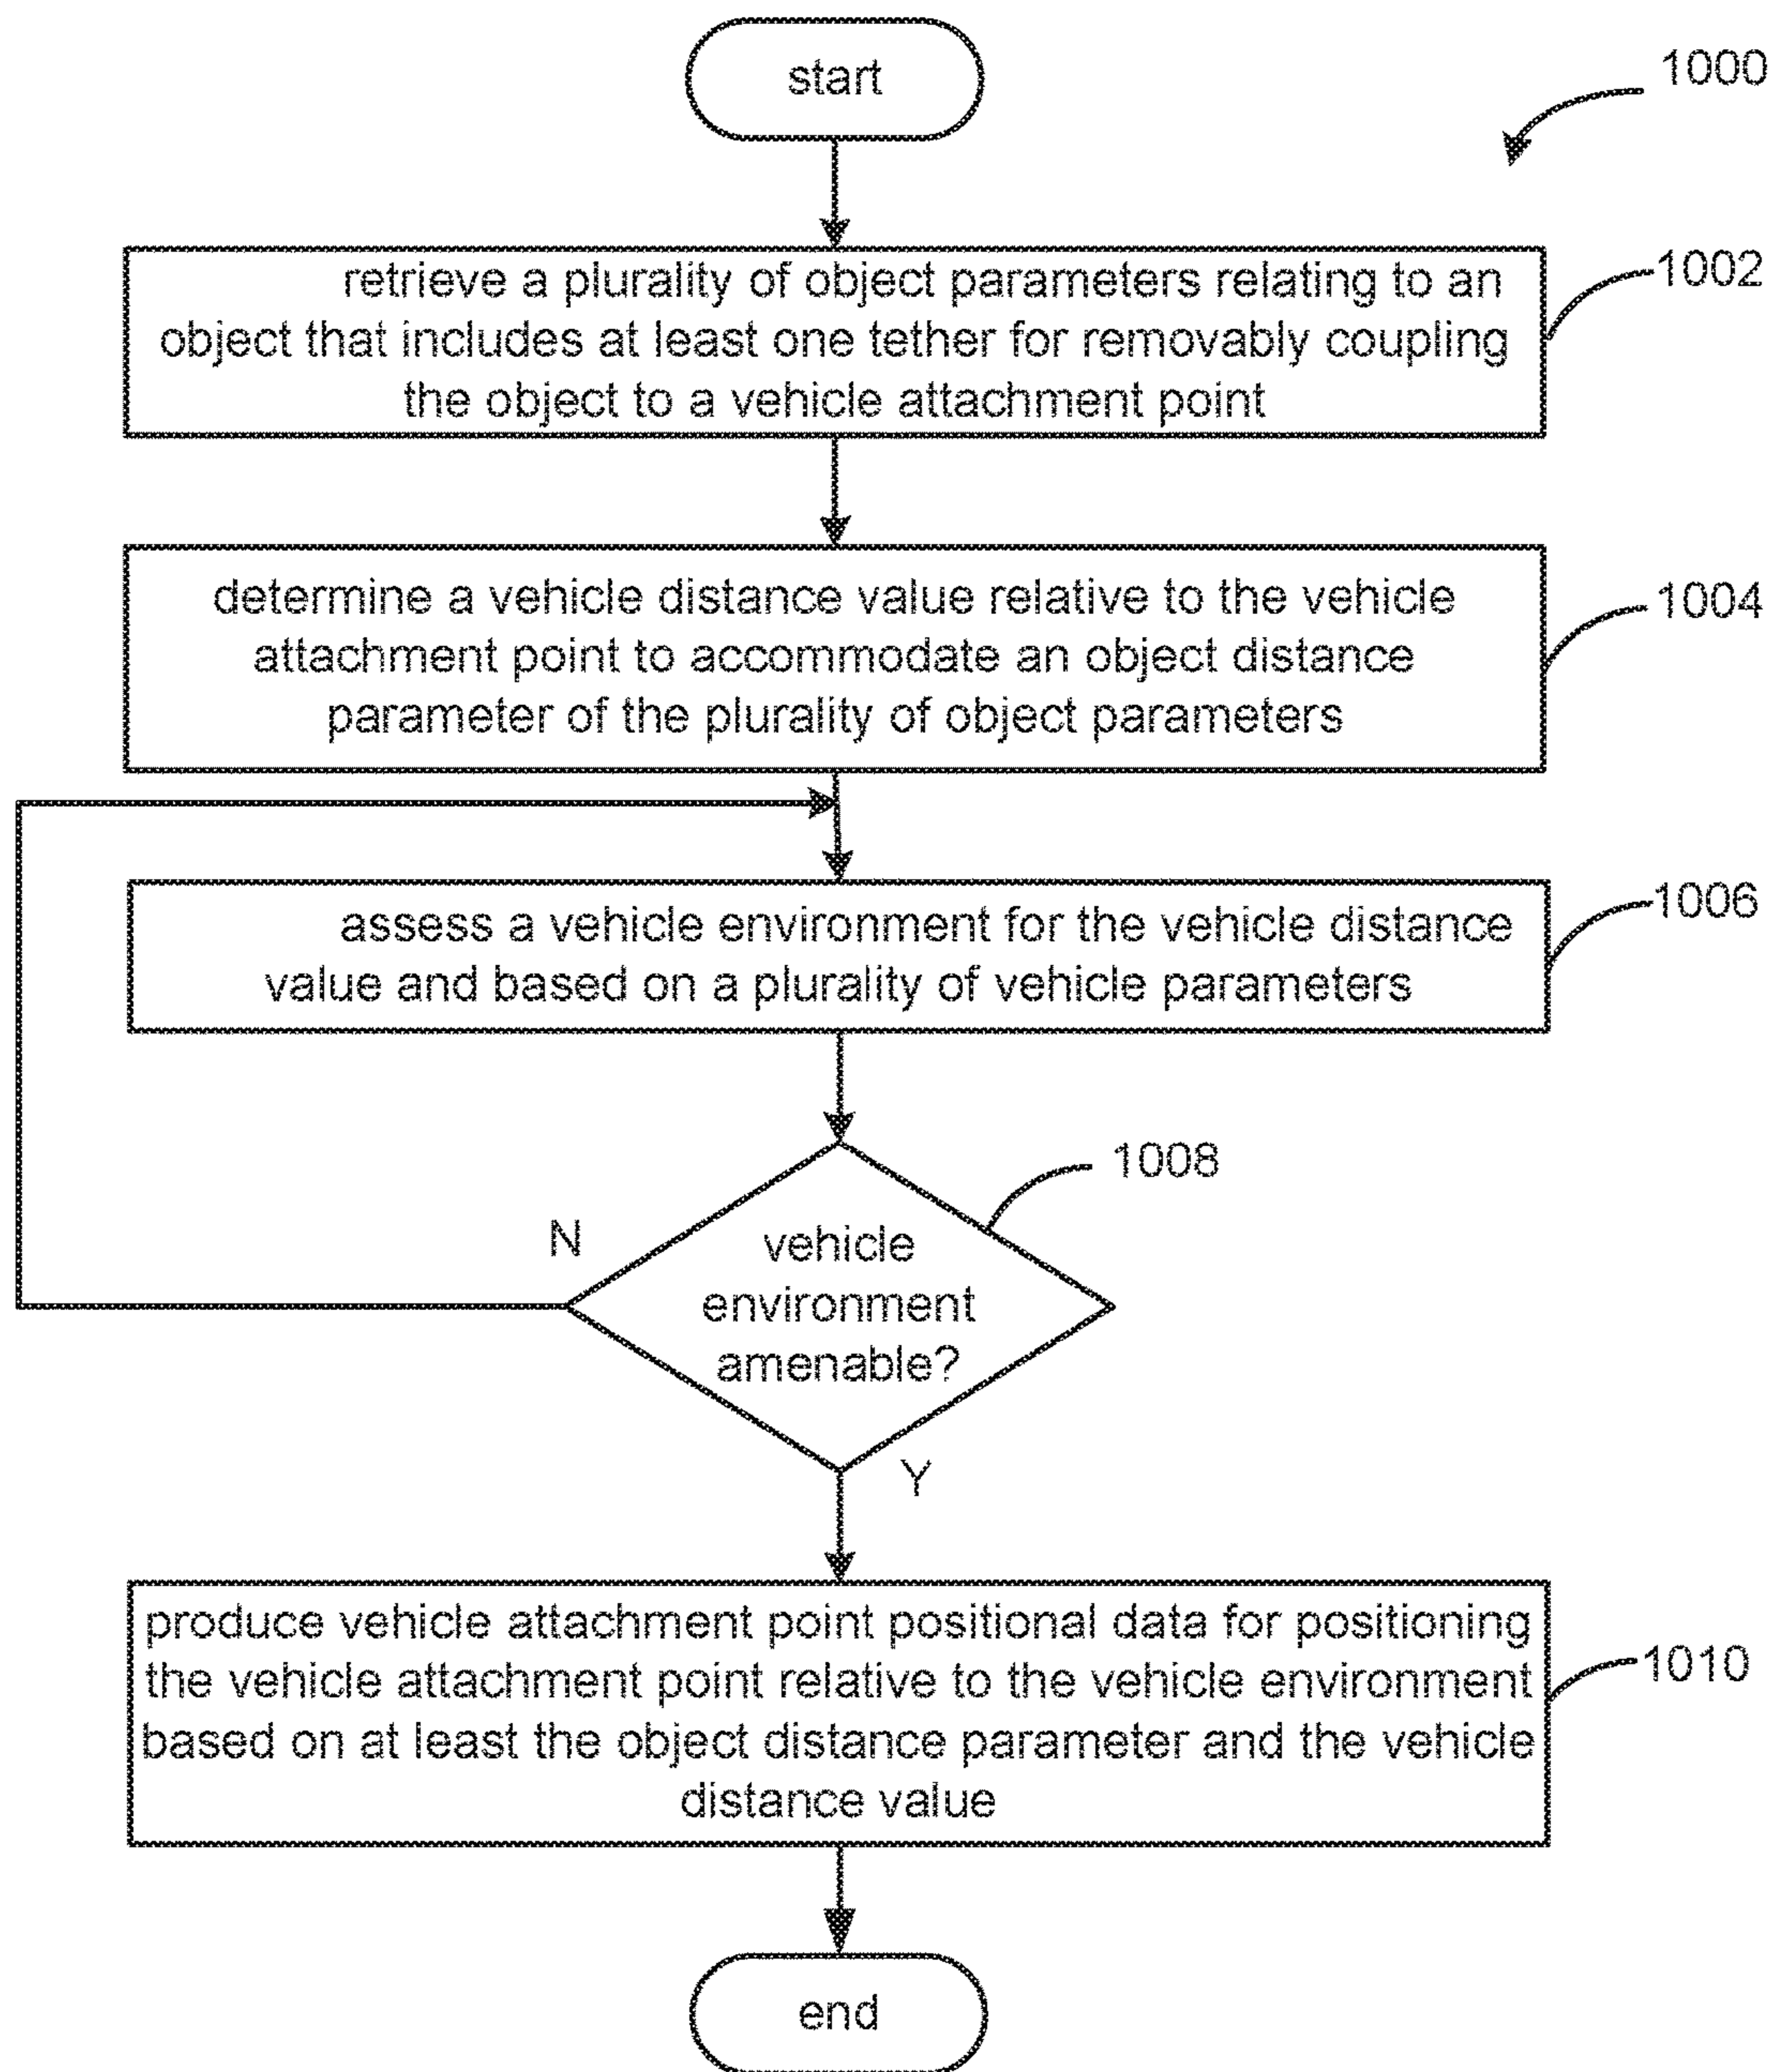 start
1000
retrieve a plurality of object parameters relating to an
object that includes at least one tether for removably coupling
the object to a vehicle attachment point
1002
determine a vehicle distance value relative to the vehicle
attachment point to accommodate an object distance
parameter of the plurality of object parameters
1004
assess a vehicle environment for the vehicle distance
value and based on a plurality of vehicle parameters
1006
vehicle
environment
amenable?
1008
N
Y
produce vehicle attachment point positional data for positioning
the vehicle attachment point relative to the vehicle environment
based on at least the object distance parameter and the vehicle
distance value
1010
end